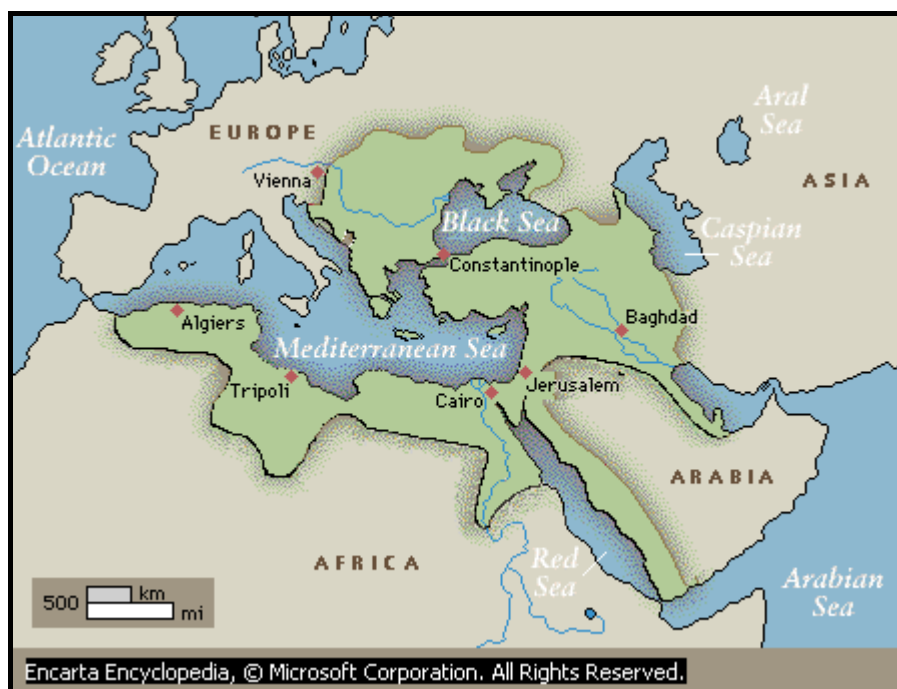 Aral
Sea
Atlantic
Ocean
EUROPE
ASIA
Vienna
Black Sea
Caspian
Sea
Constantinople
Algiers
Baghdad
Mediterranean Sea
Tripoli
Cairo
Jerusalem
ARABIA
AFRICA
Red
Sea
Arabian
Sea
500 km
mi
Encarta Encyclopedia, © Microsoft Corporation. All Rights Reserved.